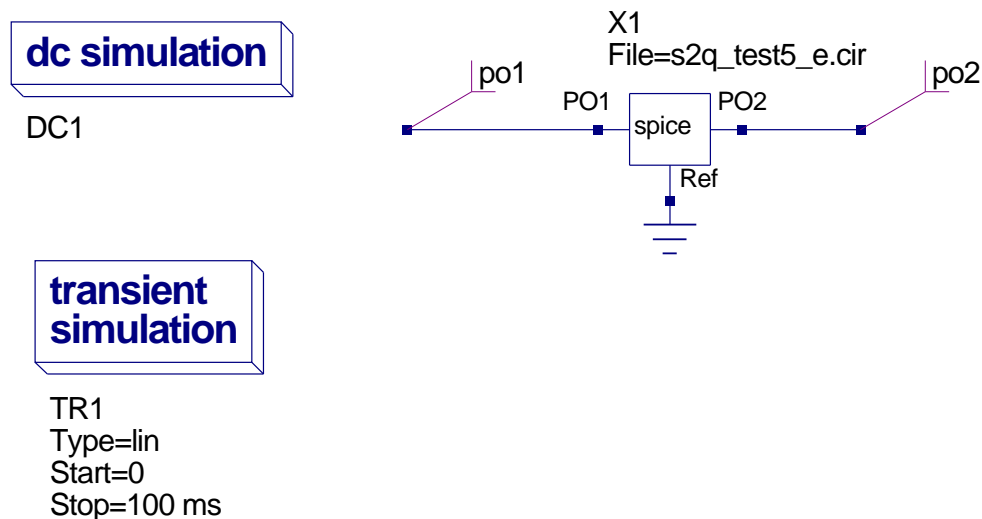 dc simulation
DC1
X1
File=s2q_test5_e.cir
po1
PO1
spice
PO2
po2
Ref
transient
simulation
TR1
Type=lin
Start=0
Stop=100 ms